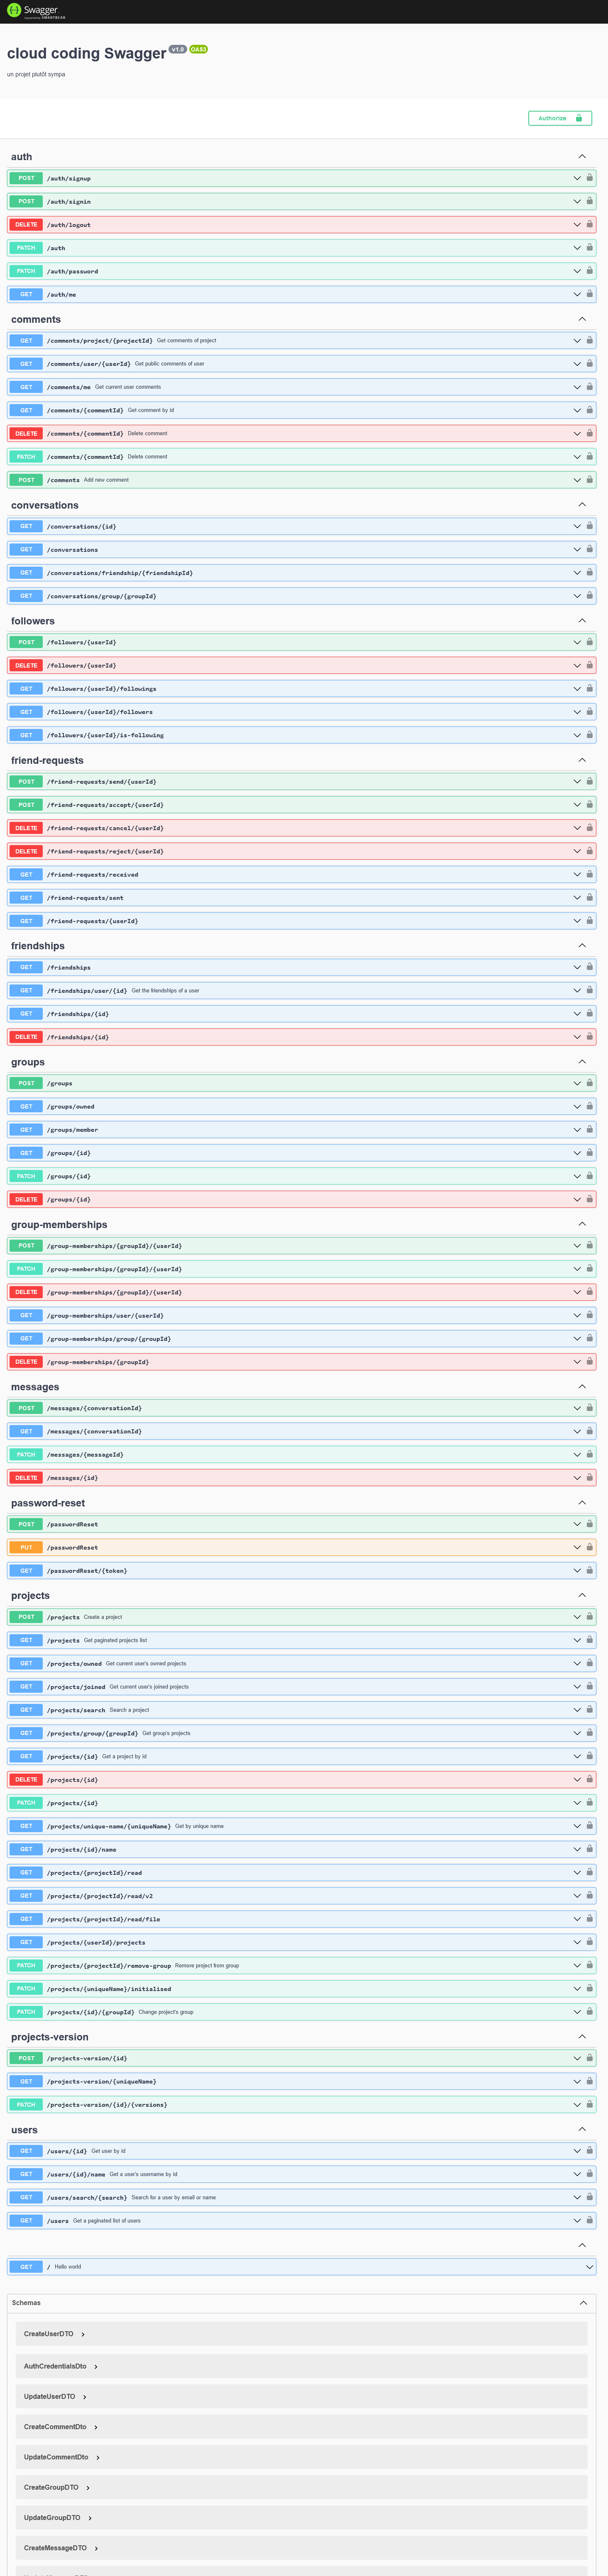 Swagger
Supported by SMARTBEAR
cloud coding Swagger v1.0 OAS3
un projet plutôt sympa
Authorize
auth
POST /auth/signup
POST /auth/signin
DELETE /auth/logout
PATCH /auth
PATCH /auth/password
GET /auth/me
comments
GET /comments/project/{projectId} Get comments of project
GET /comments/user/{userId} Get public comments of user
GET /comments/me Get current user comments
GET /comments/{commentId} Get comment by id
DELETE /comments/{commentId} Delete comment
PATCH /comments/{commentId} Delete comment
POST /comments Add new comment
conversations
GET /conversations/{id}
GET /conversations
GET /conversations/friendship/{friendshipId}
GET /conversations/group/{groupId}
followers
POST /followers/{userId}
DELETE /followers/{userId}
GET /followers/{userId}/followings
GET /followers/{userId}/followers
GET /followers/{userId}/is-following
friend-requests
POST /friend-requests/send/{userId}
POST /friend-requests/accept/{userId}
DELETE /friend-requests/cancel/{userId}
DELETE /friend-requests/reject/{userId}
GET /friend-requests/received
GET /friend-requests/sent
GET /friend-requests/{userId}
friendships
GET /friendships
GET /friendships/user/{id} Get the friendships of a user
GET /friendships/{id}
DELETE /friendships/{id}
groups
POST /groups
GET /groups/owned
GET /groups/member
GET /groups/{id}
PATCH /groups/{id}
DELETE /groups/{id}
group-memberships
POST /group-memberships/{groupId}/{userId}
PATCH /group-memberships/{groupId}/{userId}
DELETE /group-memberships/{groupId}/{userId}
GET /group-memberships/user/{userId}
GET /group-memberships/group/{groupId}
DELETE /group-memberships/{groupId}
messages
POST /messages/{conversationId}
GET /messages/{conversationId}
PATCH /messages/{messageId}
DELETE /messages/{id}
password-reset
POST /passwordReset
PUT /passwordReset
GET /passwordReset/{token}
projects
POST /projects Create a project
GET /projects Get paginated projects list
GET /projects/owned Get current user's owned projects
GET /projects/joined Get current user's joined projects
GET /projects/search Search a project
GET /projects/group/{groupId} Get group's projects
GET /projects/{id} Get a project by id
DELETE /projects/{id}
PATCH /projects/{id}
GET /projects/unique-name/{uniqueName} Get by unique name
GET /projects/{id}/name
GET /projects/{projectId}/read
GET /projects/{projectId}/read/v2
GET /projects/{projectId}/read/file
GET /projects/{userId}/projects
PATCH /projects/{projectId}/remove-group Remove project from group
PATCH /projects/{uniqueName}/initialised
PATCH /projects/{id}/{groupId} Change project's group
projects-version
POST /projects-version/{id}
GET /projects-version/{uniqueName}
PATCH /projects-version/{id}/{versions}
users
GET /users/{id} Get user by id
GET /users/{id}/name Get a user's username by id
GET /users/search/{search} Search for a user by email or name
GET /users Get a paginated list of users
GET / Hello world
Schemas
CreateUserDTO
AuthCredentialsDto
UpdateUserDTO
CreateCommentDto
UpdateCommentDto
CreateGroupDTO
UpdateGroupDTO
CreateMessageDTO